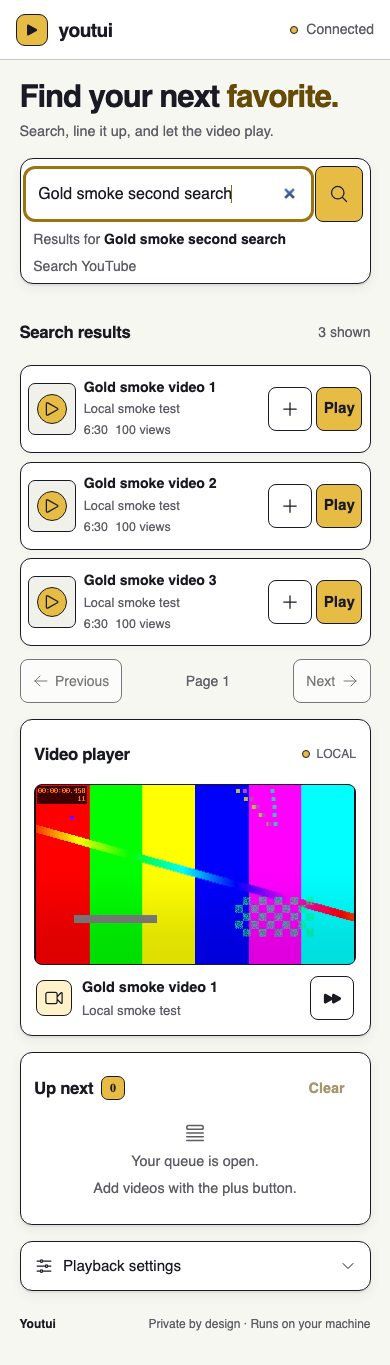 youtui
Connected
Find your next favorite.
Search, line it up, and let the video play.
Gold smoke second search
Results for Gold smoke second search
Search YouTube
Search results
3 shown
Gold smoke video 1
Local smoke test
6:30 100 views
Play
Gold smoke video 2
Local smoke test
6:30 100 views
Play
Gold smoke video 3
Local smoke test
6:30 100 views
Play
Previous
Page 1
Next
Video player
LOCAL
00:00:00.458
11
Gold smoke video 1
Local smoke test
Up next 0
Clear
Your queue is open.
Add videos with the plus button.
Playback settings
Youtui
Private by design · Runs on your machine